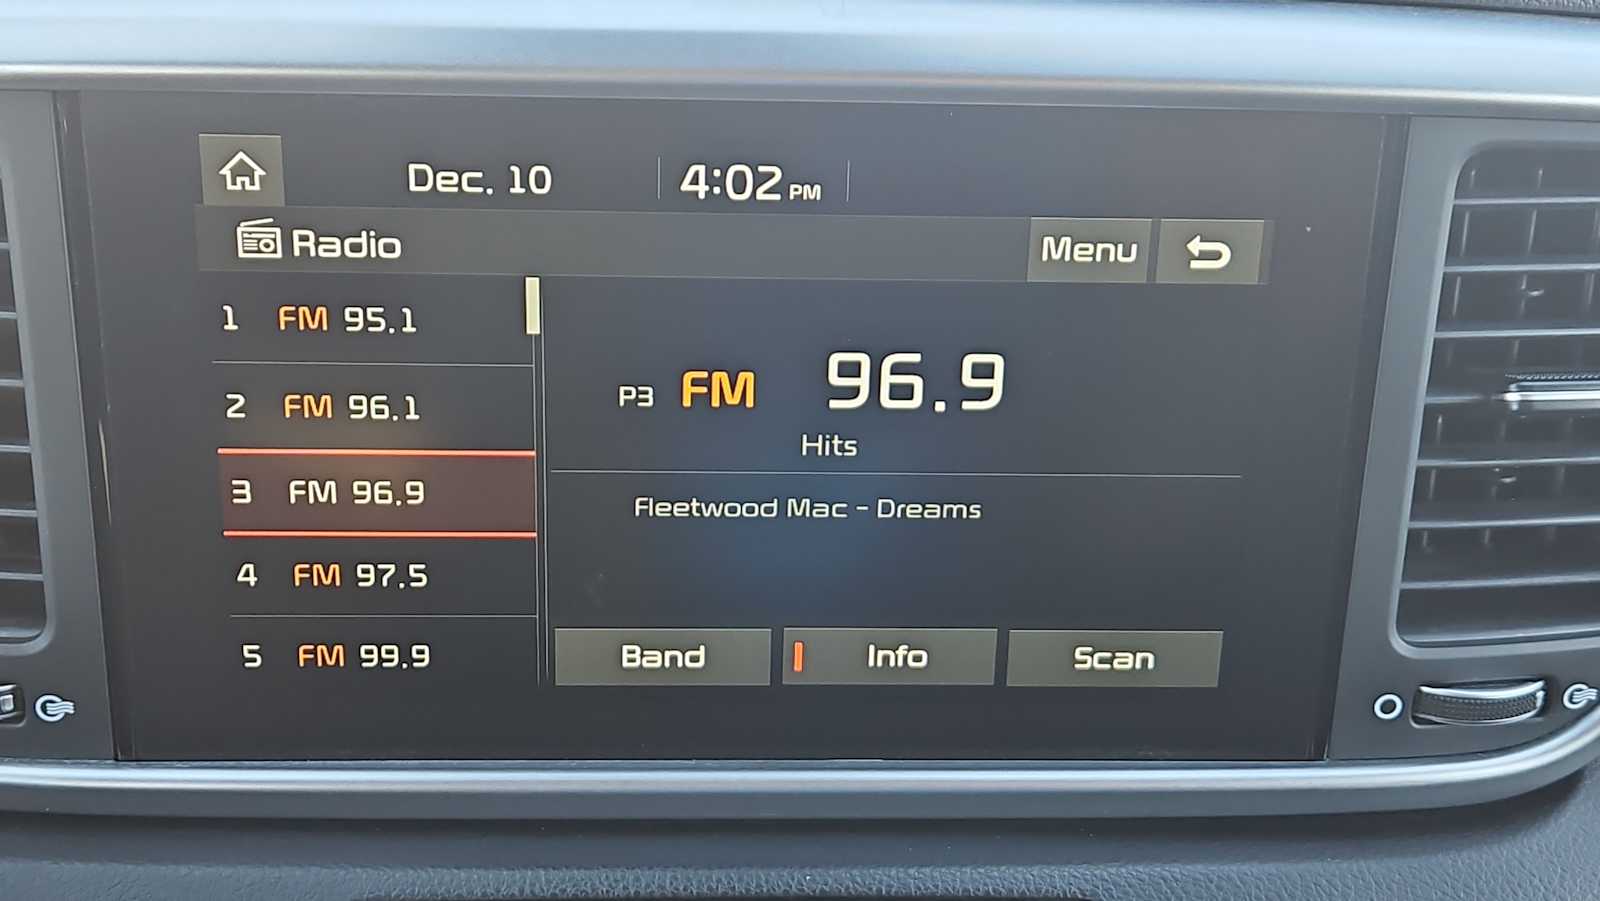 Dec. 10 4:02 PM
Radio Menu
1 FM 95.1
2 FM 96.1
3 FM 96.9
4 FM 97.5
5 FM 99.9
P3 FM 96.9
Hits
Fleetwood Mac - Dreams
Band Info Scan